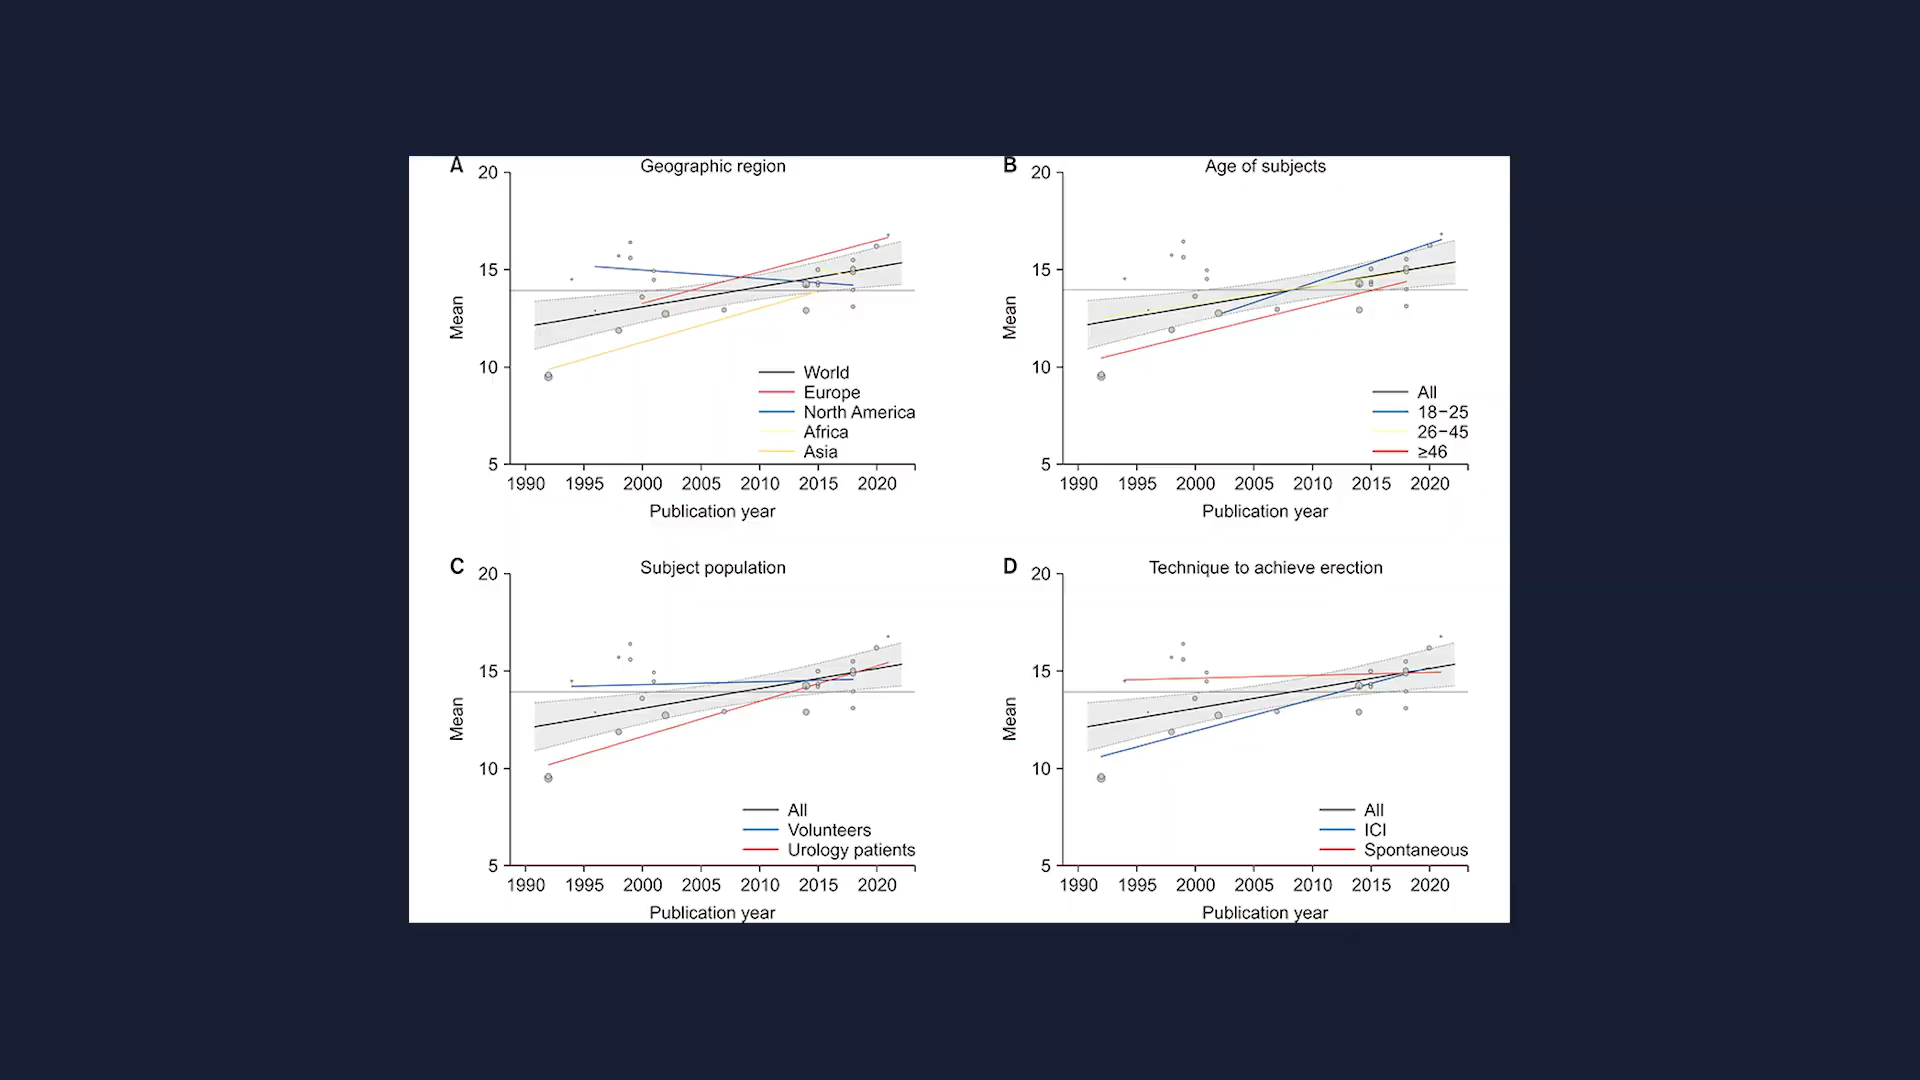 A
Geographic region
20
15
10
5
Mean
World
Europe
North America
Africa
Asia
1990 1995 2000 2005 2010 2015 2020
Publication year
B
Age of subjects
20
15
10
5
Mean
All
18–25
26–45
≥46
1990 1995 2000 2005 2010 2015 2020
Publication year
C
Subject population
20
15
10
5
Mean
All
Volunteers
Urology patients
1990 1995 2000 2005 2010 2015 2020
Publication year
D
Technique to achieve erection
20
15
10
5
Mean
All
ICI
Spontaneous
1990 1995 2000 2005 2010 2015 2020
Publication year